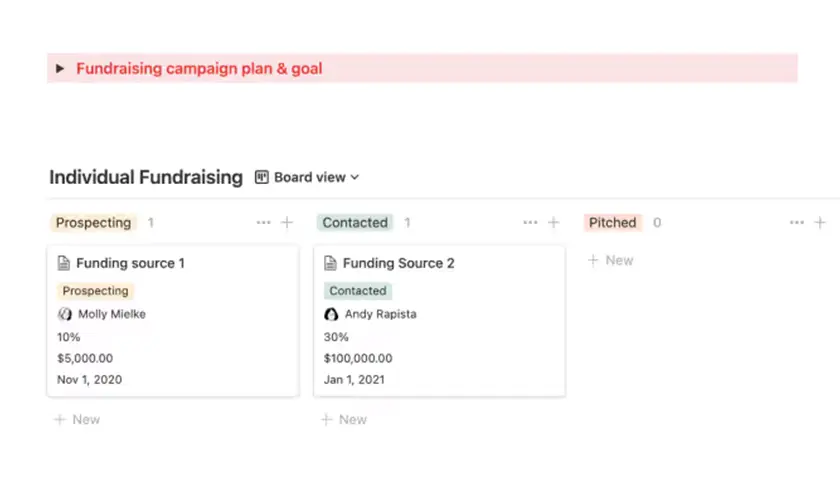 Fundraising campaign plan & goal
Individual Fundraising Board view
Prospecting 1
Funding source 1
Prospecting
Molly Mielke
10%
$5,000.00
Nov 1, 2020
+ New
Contacted 1
Funding Source 2
Contacted
Andy Rapista
30%
$100,000.00
Jan 1, 2021
+ New
Pitched 0
+ New